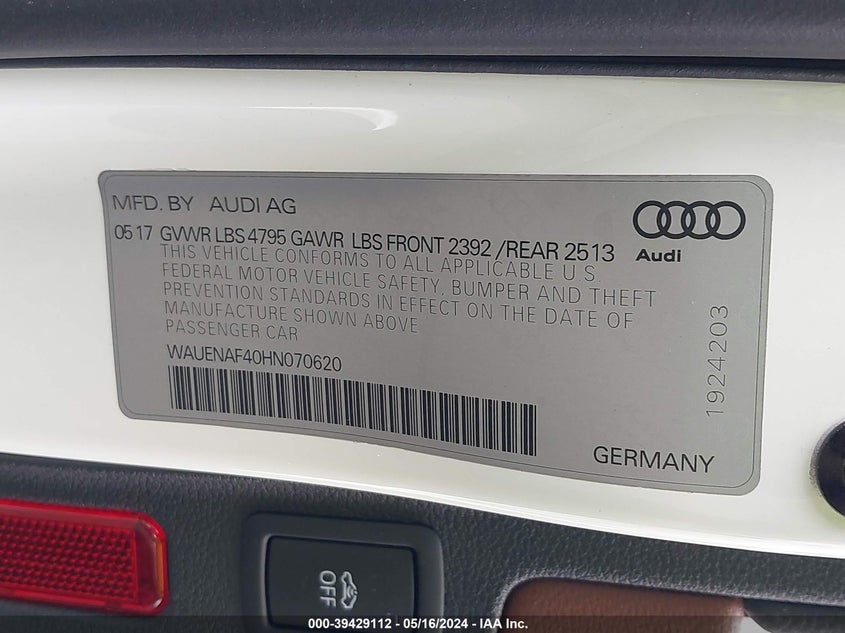 MFD. BY AUDI AG
05 17 GVWR LBS 4795 GAWR LBS FRONT 2392 /REAR 2513
THIS VEHICLE CONFORMS TO ALL APPLICABLE U S
FEDERAL MOTOR VEHICLE SAFETY, BUMPER AND THEFT
PREVENTION STANDARDS IN EFFECT ON THE DATE OF
MANUFACTURE SHOWN ABOVE
PASSENGER CAR
WAUENAF40HN070620
Audi
1924203
GERMANY
OFF
000-39429112 - 05/16/2024 - IAA Inc.